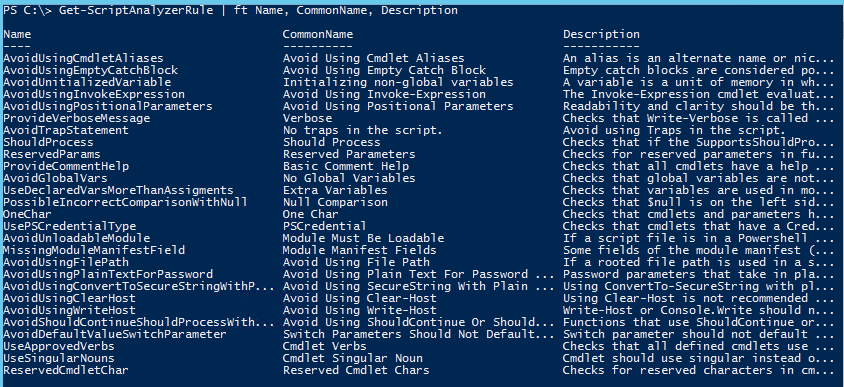 PS C:\> Get-ScriptAnalyzerRule | ft Name, CommonName, Description
Name CommonName Description
---- ---------- -----------
AvoidUsingCmdletAliases Avoid Using Cmdlet Aliases An alias is an alternate name or nic...
AvoidUsingEmptyCatchBlock Avoid Using Empty Catch Block Empty catch blocks are considered po...
AvoidUnitializedVariable Initializing non-global variables A variable is a unit of memory in wh...
AvoidUsingInvokeExpression Avoid Using Invoke-Expression The Invoke-Expression cmdlet evaluat...
AvoidUsingPositionalParameters Avoid Using Positional Parameters Readability and clarity should be th...
ProvideVerboseMessage Verbose Checks that Write-Verbose is called ...
AvoidTrapStatement No traps in the script. Avoid using Traps in the script.
ShouldProcess Should Process Checks that if the SupportsShouldPro...
ReservedParams Reserved Parameters Checks for reserved parameters in fu...
ProvideCommentHelp Basic Comment Help Checks that all cmdlets have a help ...
AvoidGlobalVars No Global Variables Checks that global variables are not...
UseDeclaredVarsMoreThanAssigments Extra Variables Checks that variables are used in mo...
PossibleIncorrectComparisonWithNull Null Comparison Checks that $null is on the left sid...
OneChar One Char Checks that cmdlets and parameters h...
UsePSCredentialType PSCredential Checks that cmdlets that have a Cred...
AvoidUnloadableModule Module Must Be Loadable If a script file is in a Powershell ...
MissingModuleManifestField Module Manifest Fields Some fields of the module manifest (...
AvoidUsingFilePath Avoid Using File Path If a rooted file path is used in a s...
AvoidUsingPlainTextForPassword Avoid Using Plain Text For Password ... Password parameters that take in pla...
AvoidUsingConvertToSecureStringWithP... Avoid Using SecureString With Plain ... Using ConvertTo-SecureString with pl...
AvoidUsingClearHost Avoid Using Clear-Host Using Clear-Host is not recommended ...
AvoidUsingWriteHost Avoid Using Write-Host Write-Host or Console.Write should n...
AvoidShouldContinueShouldProcessWith... Avoid Using ShouldContinue Or Should... Functions that use ShouldContinue or...
AvoidDefaultValueSwitchParameter Switch Parameters Should Not Default... Switch parameter should not default ...
UseApprovedVerbs Cmdlet Verbs Checks that all defined cmdlets use ...
UseSingularNouns Cmdlet Singular Noun Cmdlet should use singular instead o...
ReservedCmdletChar Reserved Cmdlet Chars Checks for reserved characters in cm...